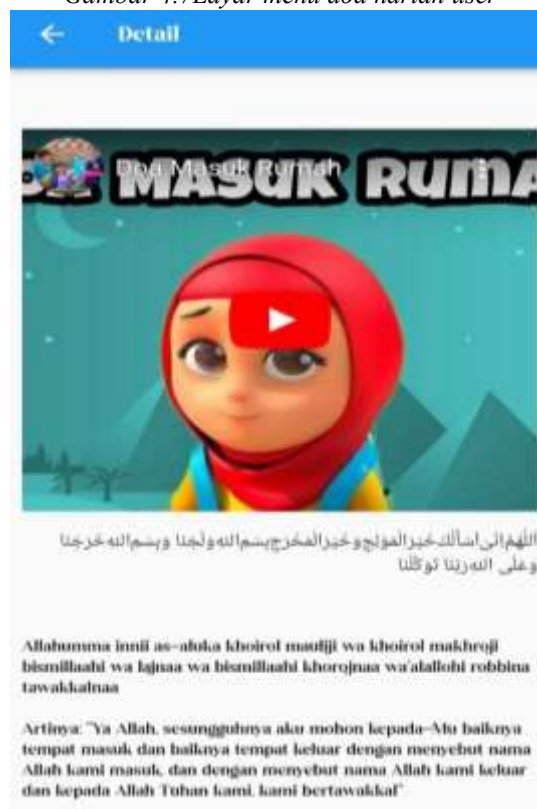 Gambar 4.7Layar menu doa harian user
Detail
Doa Masuk Rumah
MASUK RUMA
اللهم اني اسألك خير المولج وخير المخرج بسم الله ولجنا وبسم الله خرجنا
وعلى الله ربنا توكلنا
Allahumma innii as-aluka khoirol mauliji wa khoirol makhroji
bismillaahi wa lajnaa wa bismillaahi khorojnaa wa'alallohi robbina
tawakkalnaa
Artinya: "Ya Allah, sesungguhnya aku mohon kepada-Mu baiknya
tempat masuk dan baiknya tempat keluar dengan menyebut nama
Allah kami masuk, dan dengan menyebut nama Allah kami keluar
dan kepada Allah Tuhan kami, kami bertawakkal"